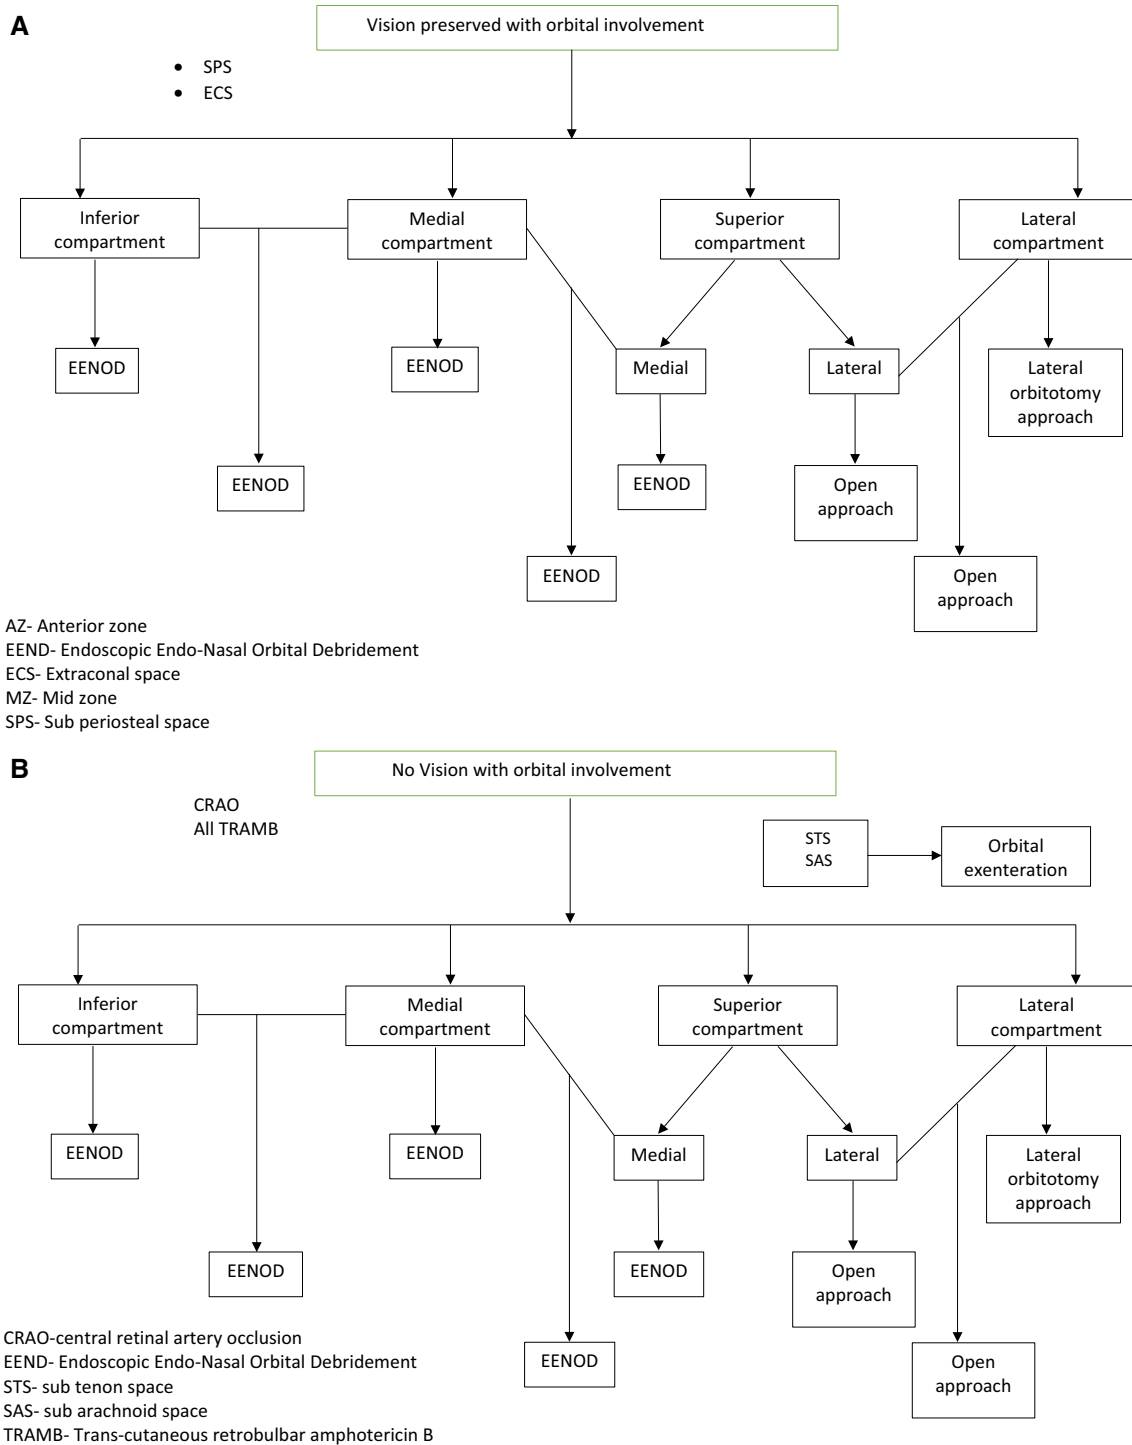 A
Vision preserved with orbital involvement
• SPS
• ECS
Inferior
compartment
Medial
compartment
Superior
compartment
Lateral
compartment
EENOD
EENOD
Medial
Lateral
Lateral
orbitotomy
approach
EENOD
EENOD
Open
approach
EENOD
Open
approach
AZ- Anterior zone
EEND- Endoscopic Endo-Nasal Orbital Debridement
ECS- Extraconal space
MZ- Mid zone
SPS- Sub periosteal space
B
No Vision with orbital involvement
CRAO
All TRAMB
STS
SAS
Orbital
exenteration
Inferior
compartment
Medial
compartment
Superior
compartment
Lateral
compartment
EENOD
EENOD
Medial
Lateral
Lateral
orbitotomy
approach
EENOD
EENOD
Open
approach
EENOD
Open
approach
CRAO-central retinal artery occlusion
EEND- Endoscopic Endo-Nasal Orbital Debridement
STS- sub tenon space
SAS- sub arachnoid space
TRAMB- Trans-cutaneous retrobulbar amphotericin B